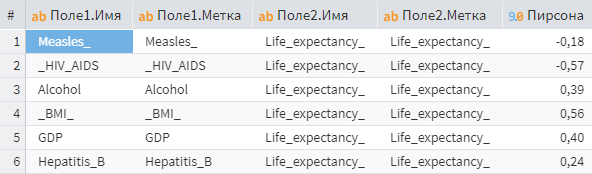 # ab Поле1.Имя ab Поле1.Метка ab Поле2.Имя ab Поле2.Метка 9.0 Пирсона
1 Measles_ Measles_ Life_expectancy_ Life_expectancy_ -0,18
2 _HIV_AIDS _HIV_AIDS Life_expectancy_ Life_expectancy_ -0,57
3 Alcohol Alcohol Life_expectancy_ Life_expectancy_ 0,39
4 _BMI_ _BMI_ Life_expectancy_ Life_expectancy_ 0,56
5 GDP GDP Life_expectancy_ Life_expectancy_ 0,40
6 Hepatitis_B Hepatitis_B Life_expectancy_ Life_expectancy_ 0,24